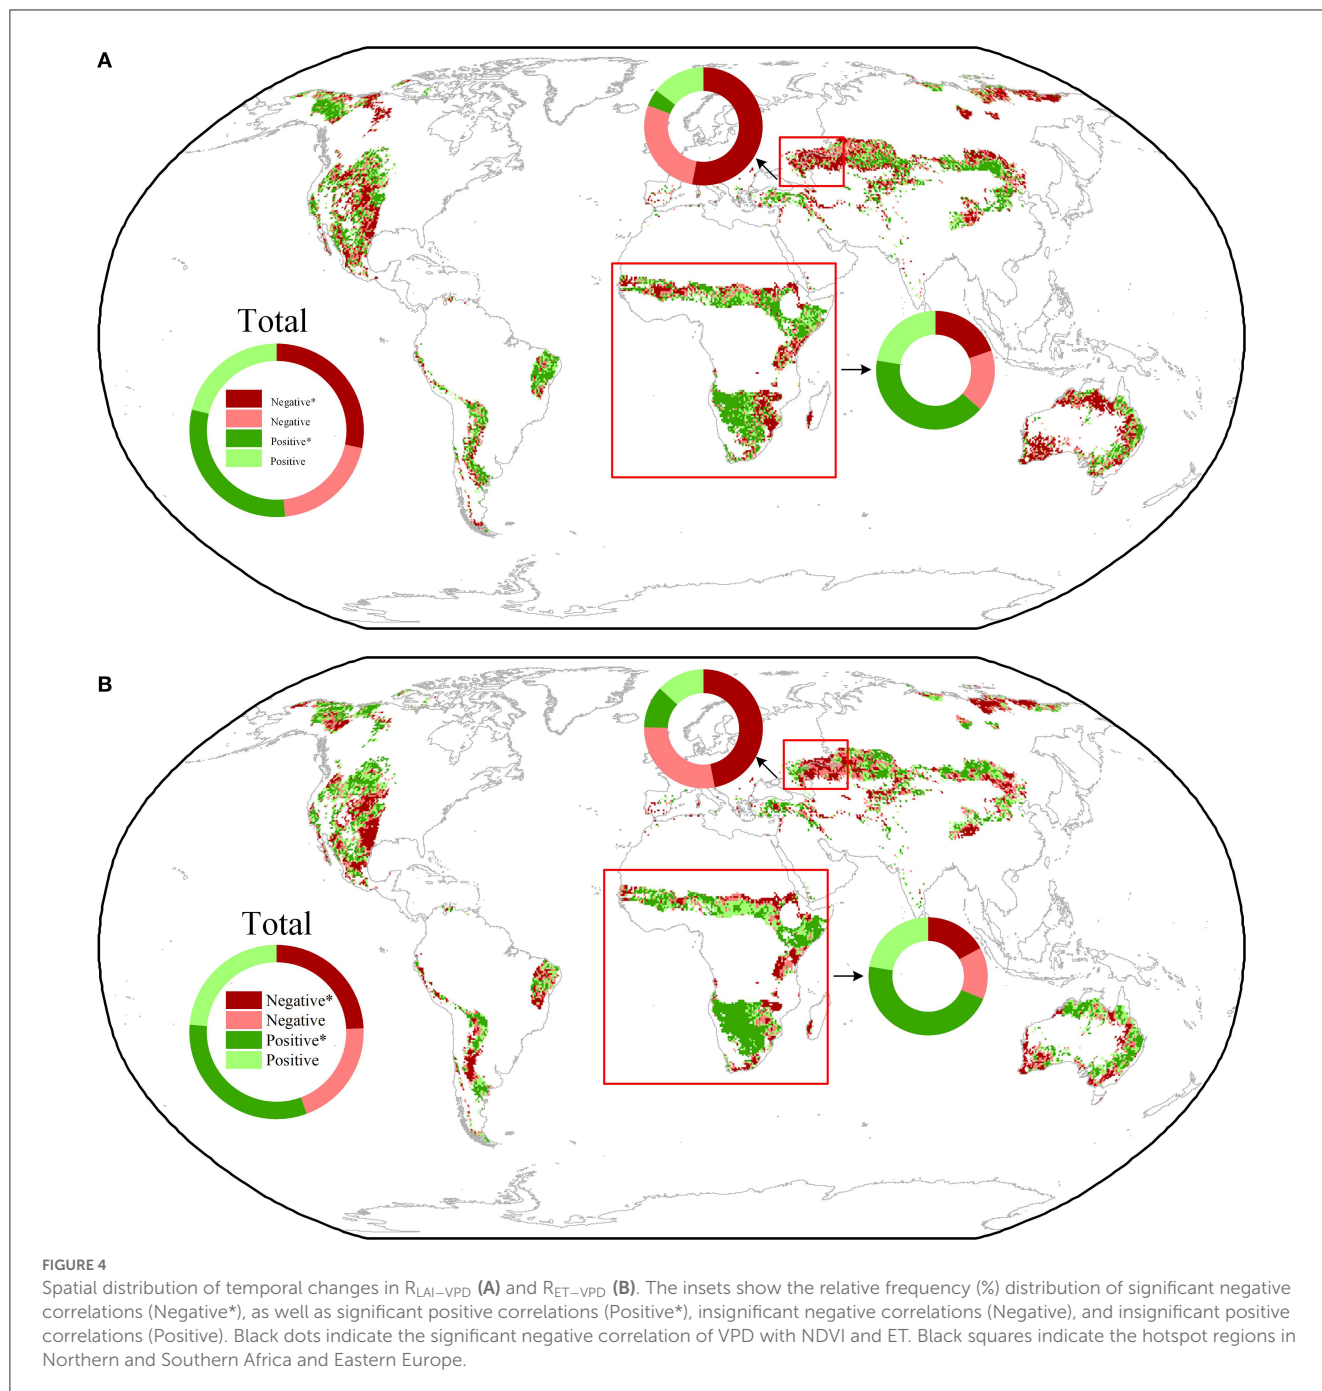 A
Total
Negative*
Negative
Positive*
Positive
B
Total
Negative*
Negative
Positive*
Positive
FIGURE 4
Spatial distribution of temporal changes in RLAI–VPD (A) and RET–VPD (B). The insets show the relative frequency (%) distribution of significant negative
correlations (Negative*), as well as significant positive correlations (Positive*), insignificant negative correlations (Negative), and insignificant positive
correlations (Positive). Black dots indicate the significant negative correlation of VPD with NDVI and ET. Black squares indicate the hotspot regions in
Northern and Southern Africa and Eastern Europe.